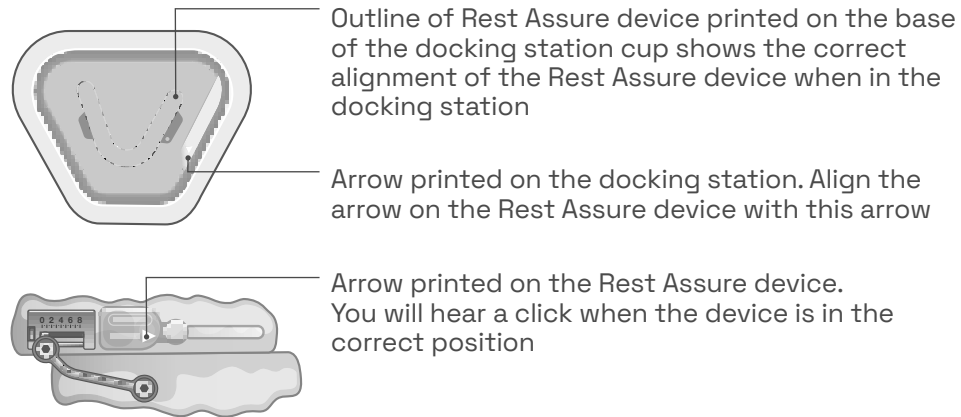 Outline of Rest Assure device printed on the base
of the docking station cup shows the correct
alignment of the Rest Assure device when in the
docking station
Arrow printed on the docking station. Align the
arrow on the Rest Assure device with this arrow
Arrow printed on the Rest Assure device.
You will hear a click when the device is in the
correct position
0 2 4 6 8